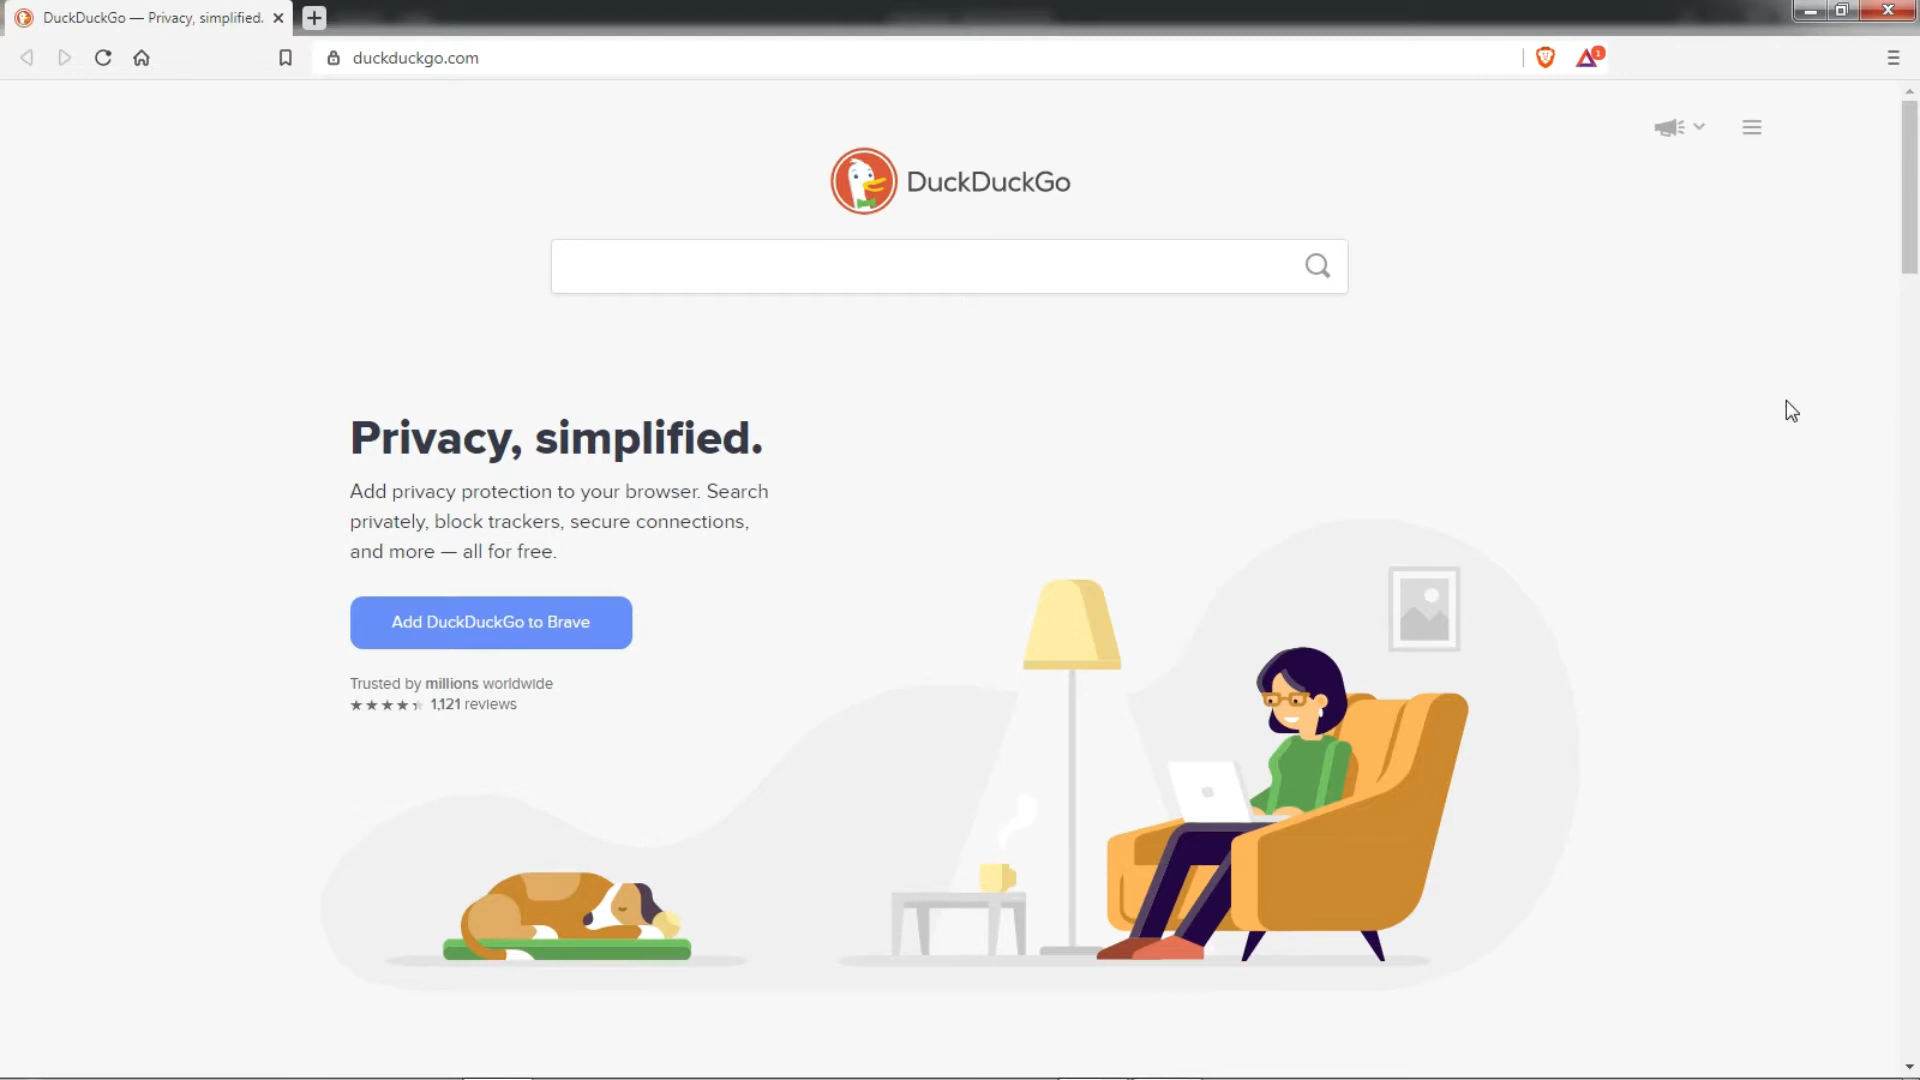 DuckDuckGo — Privacy, simplified.
duckduckgo.com
1
DuckDuckGo
Privacy, simplified.
Add privacy protection to your browser. Search
privately, block trackers, secure connections,
and more — all for free.
Add DuckDuckGo to Brave
Trusted by millions worldwide
1,121 reviews